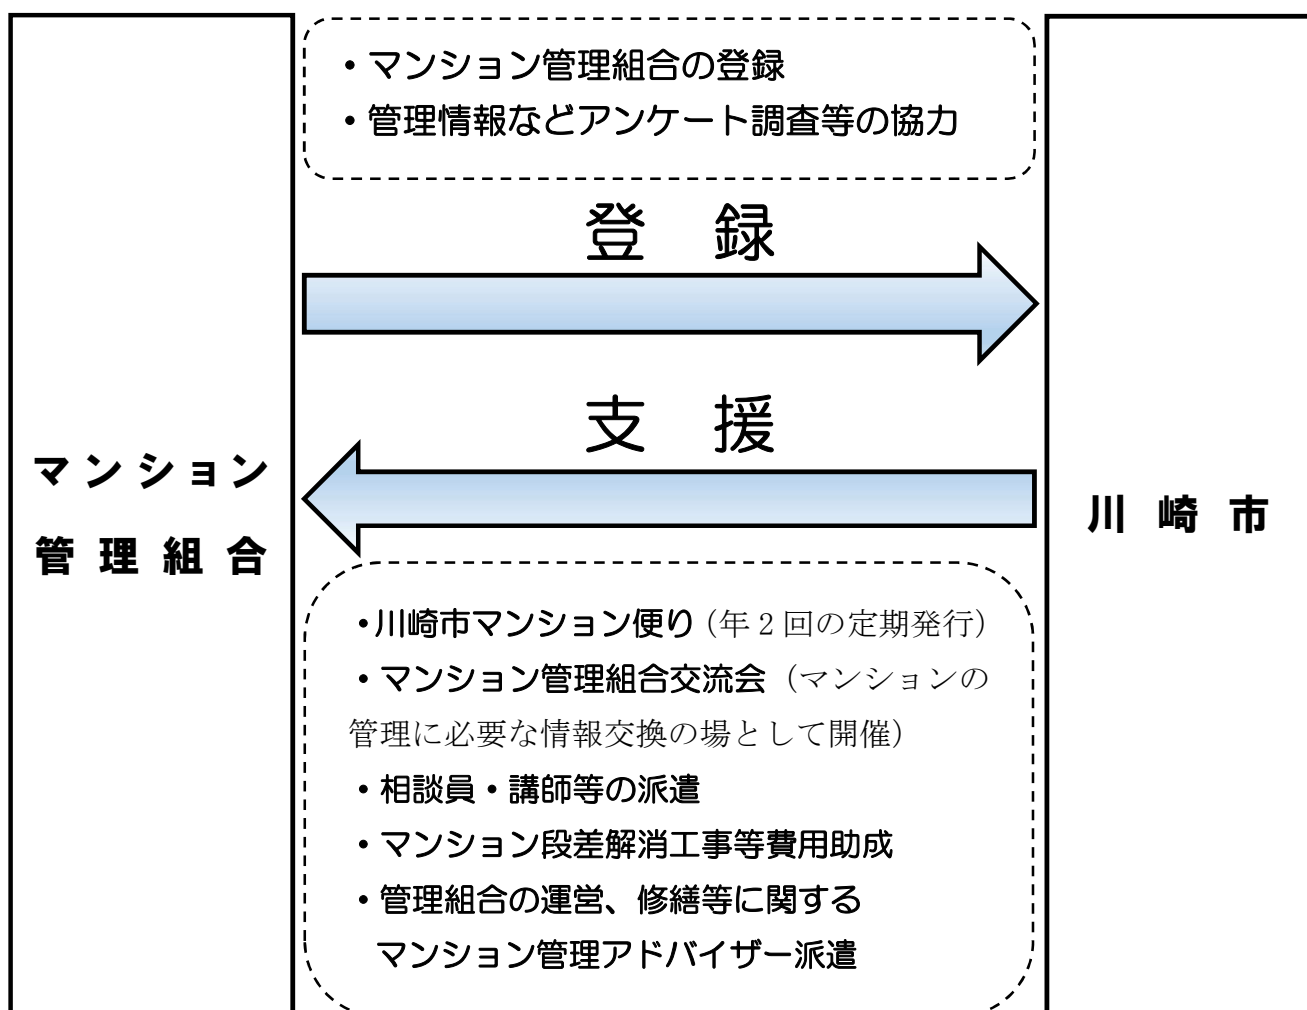 ・マンション管理組合の登録
・管理情報などアンケート調査等の協力
登 録
支 援
マンション
管理組合
川崎市
・川崎市マンション便り（年２回の定期発行）
・マンション管理組合交流会（マンションの
管理に必要な情報交換の場として開催）
・相談員・講師等の派遣
・マンション段差解消工事等費用助成
・管理組合の運営、修繕等に関する
マンション管理アドバイザー派遣